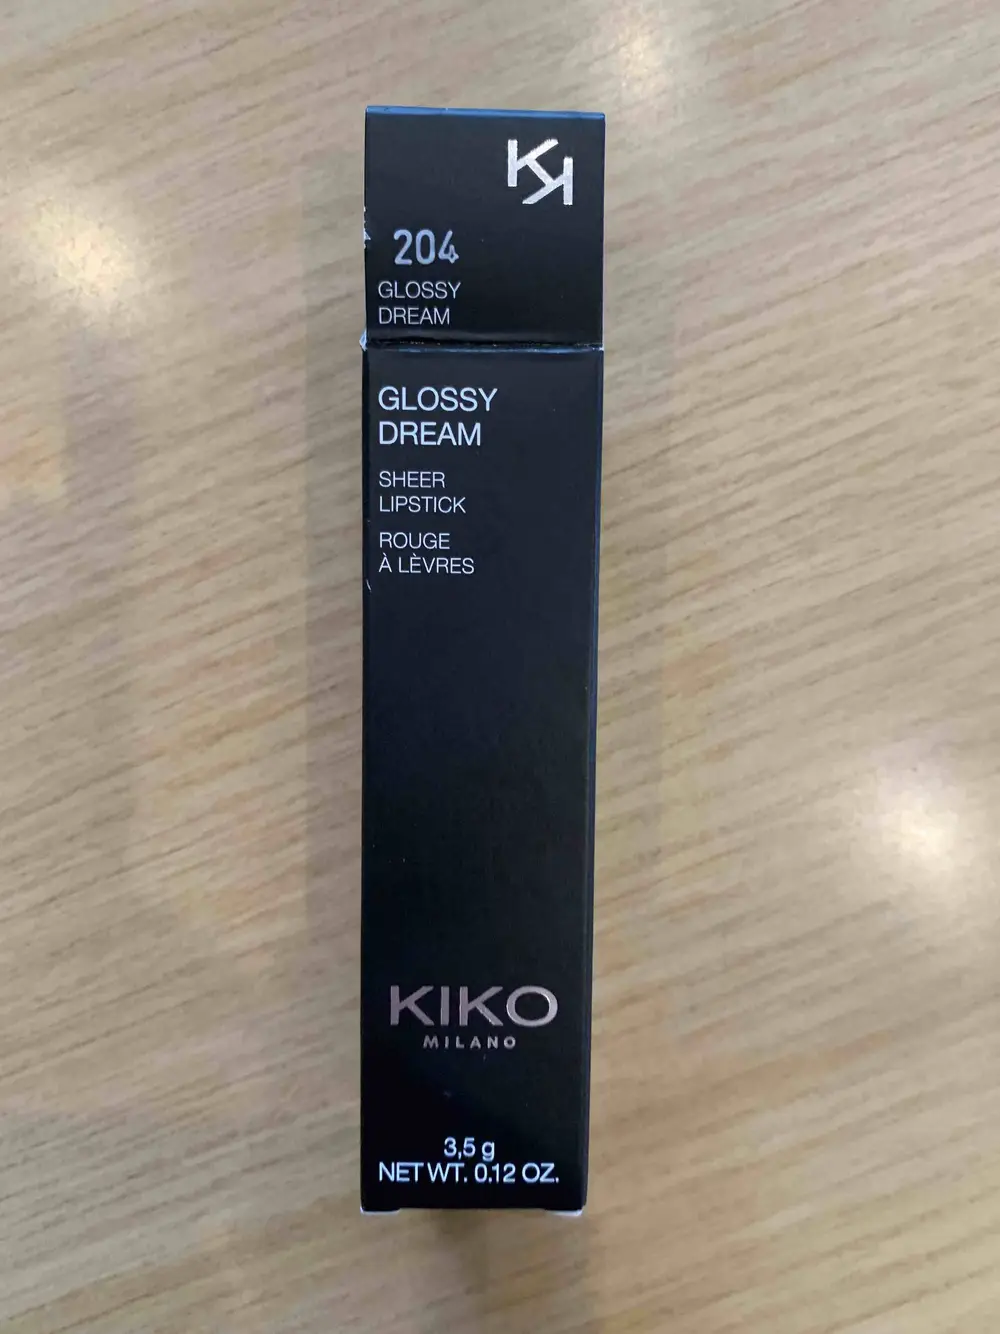 KK
204
GLOSSY
DREAM
GLOSSY
DREAM
SHEER
LIPSTICK
ROUGE
À LÈVRES
KIKO
MILANO
3,5 g
NET WT. 0.12 OZ.